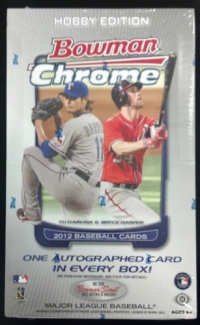 HOBBY EDITION
Bowman
Chrome
YU DARVISH & BRYCE HARPER
2012 BASEBALL CARDS
ONE AUTOGRAPHED CARD
IN EVERY BOX!
MAJOR LEAGUE BASEBALL